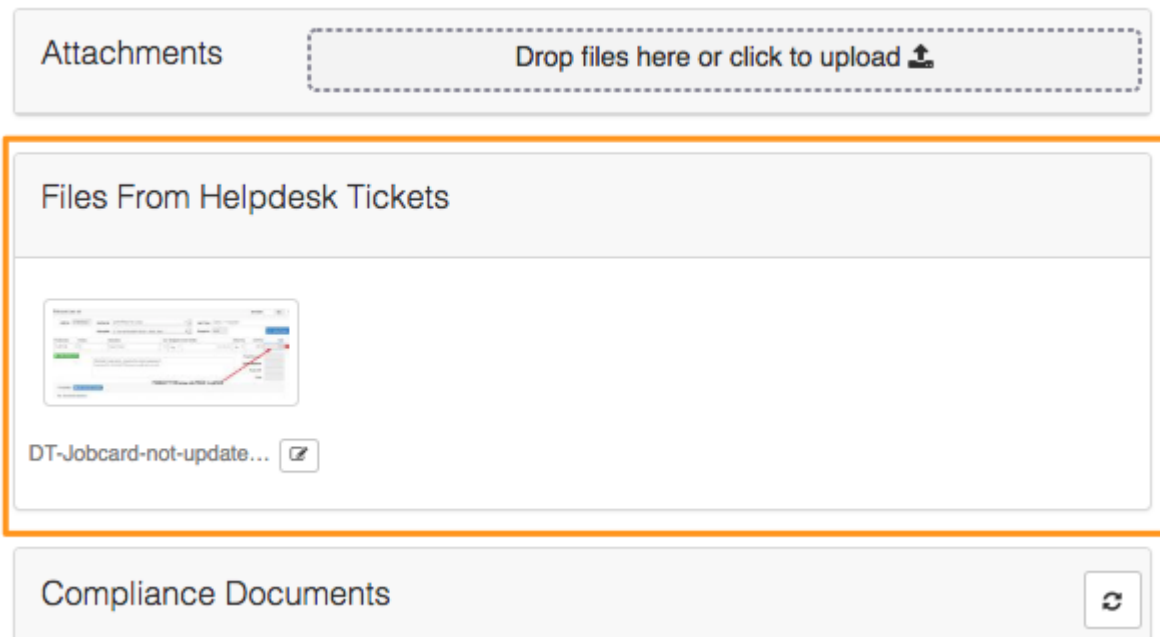 Attachments
Drop files here or click to upload
Files From Helpdesk Tickets
DT-Jobcard-not-update...
Compliance Documents